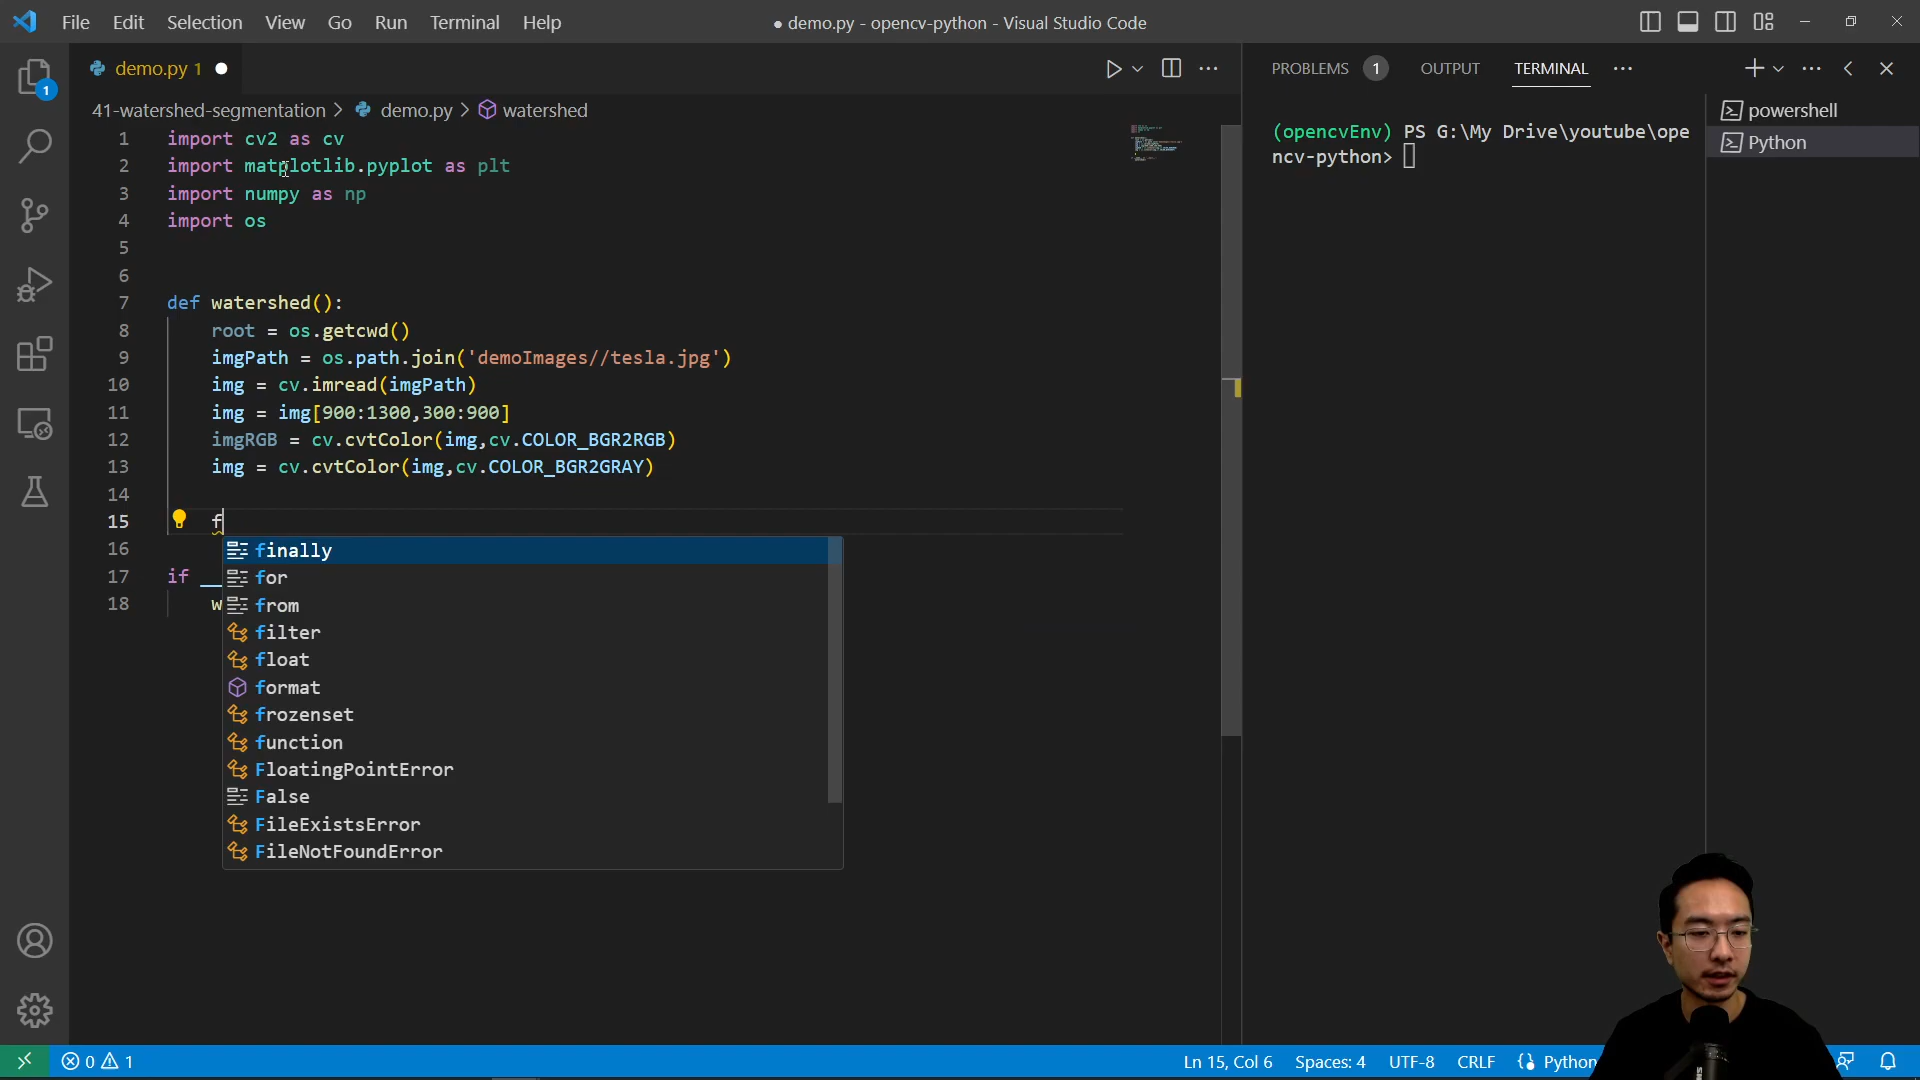 File Edit Selection View Go Run Terminal Help
● demo.py - opencv-python - Visual Studio Code
demo.py 1
PROBLEMS 1 OUTPUT TERMINAL
41-watershed-segmentation > demo.py > watershed
1 import cv2 as cv
2 import matplotlib.pyplot as plt
3 import numpy as np
4 import os
5
6
7 def watershed():
8 root = os.getcwd()
9 imgPath = os.path.join('demoImages//tesla.jpg')
10 img = cv.imread(imgPath)
11 img = img[900:1300,300:900]
12 imgRGB = cv.cvtColor(img,cv.COLOR_BGR2RGB)
13 img = cv.cvtColor(img,cv.COLOR_BGR2GRAY)
14
15 f
16
17 if __
18 w
finally
for
from
filter
float
format
frozenset
function
FloatingPointError
False
FileExistsError
FileNotFoundError
(opencvEnv) PS G:\My Drive\youtube\ope
ncv-python>
powershell
Python
1
0 1
Ln 15, Col 6 Spaces: 4 UTF-8 CRLF Python